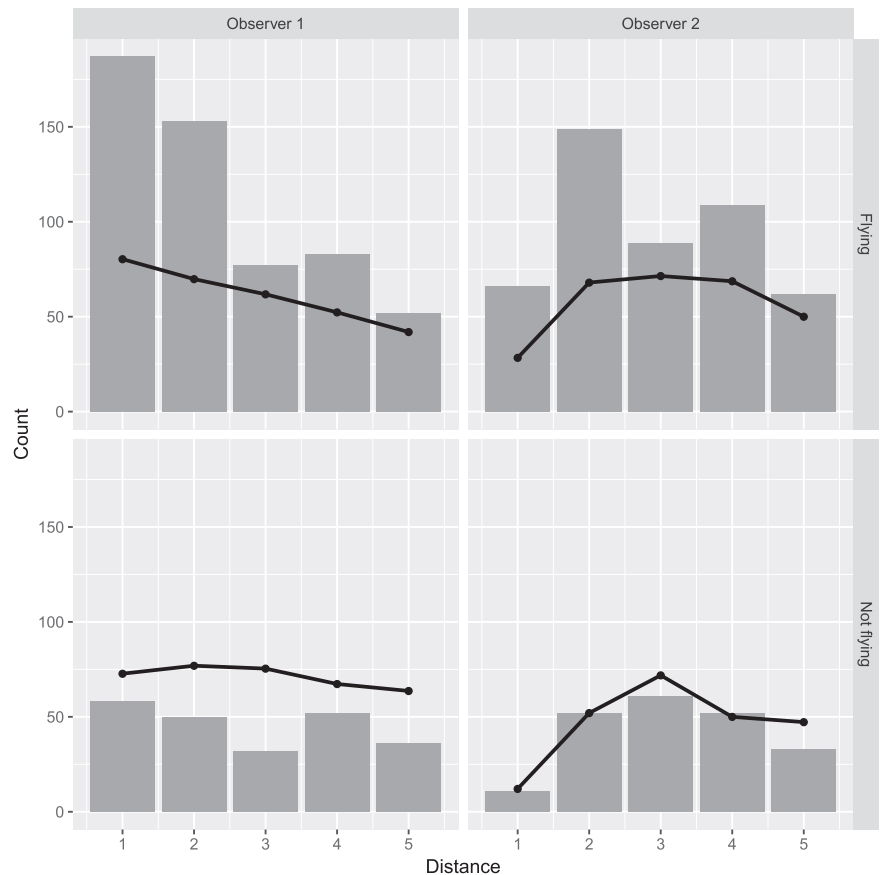 Observer 1
Observer 2
150
100
50
0
Flying
Count
150
100
50
0
Not flying
1 2 3 4 5
1 2 3 4 5
Distance